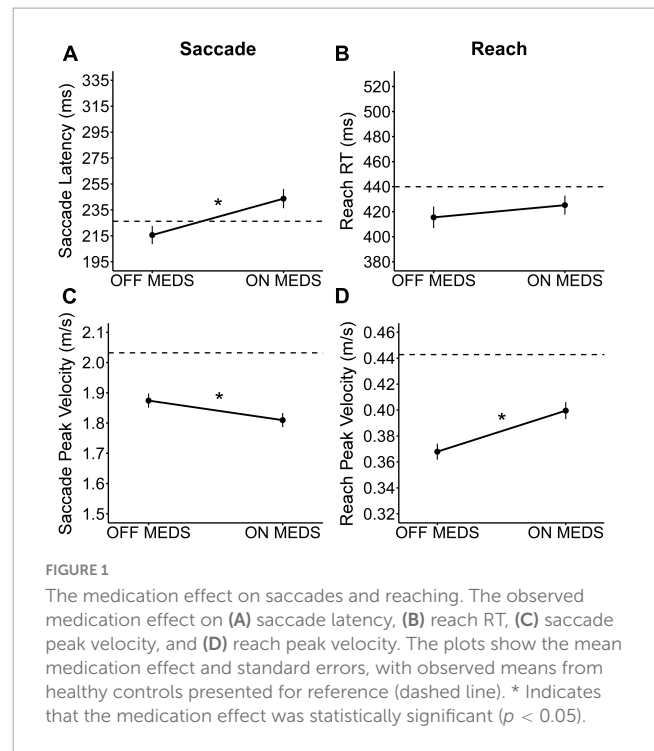 A Saccade
Saccade Latency (ms)
335
315
295
275
255
235
215
195
*
OFF MEDS ON MEDS
B Reach
Reach RT (ms)
520
500
480
460
440
420
400
380
OFF MEDS ON MEDS
C
Saccade Peak Velocity (m/s)
2.1
2.0
1.9
1.8
1.7
1.6
1.5
*
OFF MEDS ON MEDS
D
Reach Peak Velocity (m/s)
0.46
0.44
0.42
0.40
0.38
0.36
0.34
0.32
*
OFF MEDS ON MEDS
FIGURE 1
The medication effect on saccades and reaching. The observed
medication effect on (A) saccade latency, (B) reach RT, (C) saccade
peak velocity, and (D) reach peak velocity. The plots show the mean
medication effect and standard errors, with observed means from
healthy controls presented for reference (dashed line). * Indicates
that the medication effect was statistically significant (p < 0.05).